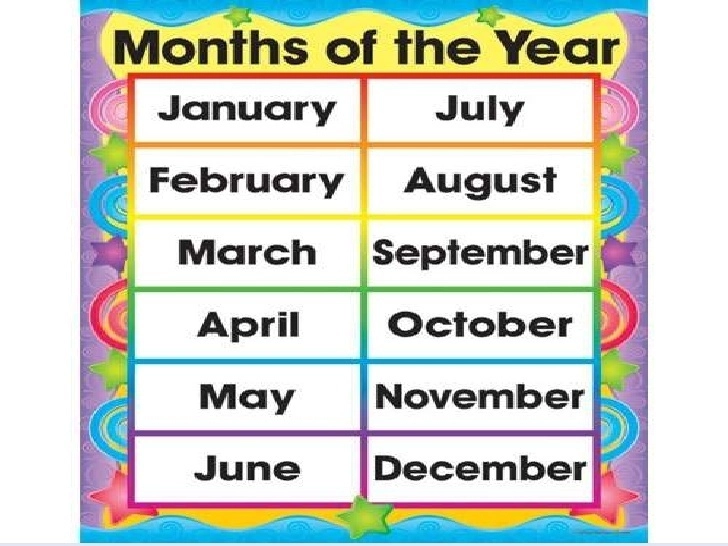 Months of the Year
January
February
March
April
May
June
July
August
September
October
November
December